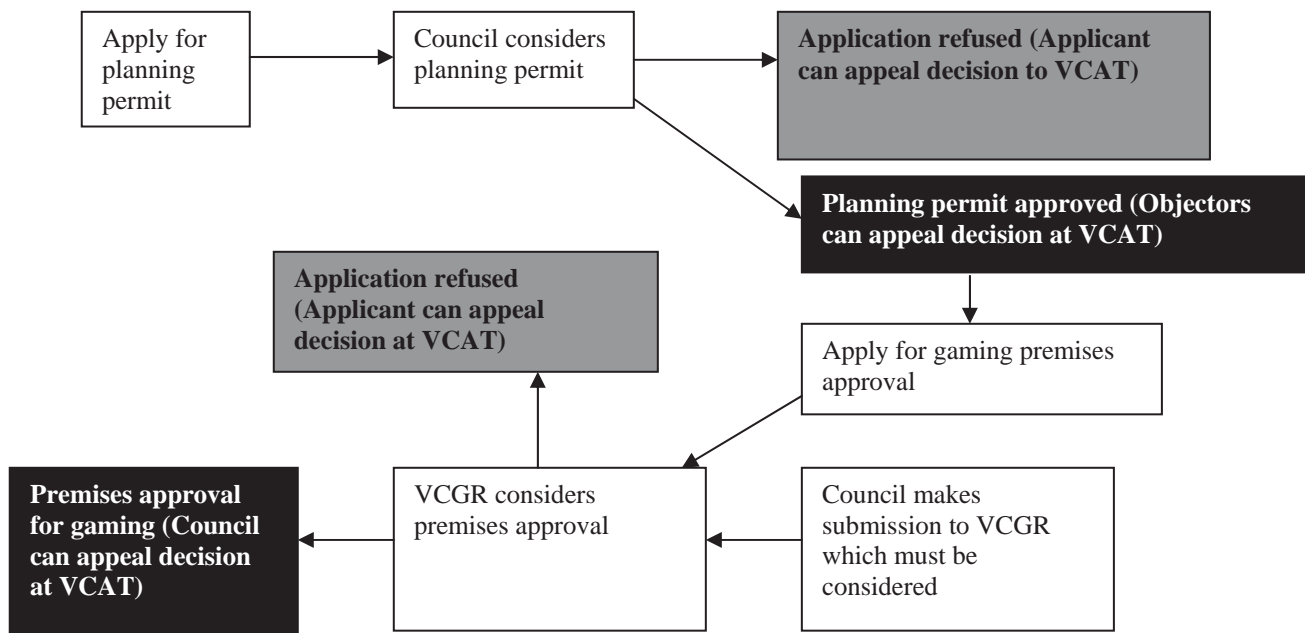 Apply for
planning
permit
Council considers
planning permit
Application refused (Applicant
can appeal decision to VCAT)
Planning permit approved (Objectors
can appeal decision at VCAT)
Application refused
(Applicant can appeal
decision at VCAT)
Apply for gaming premises
approval
Premises approval
for gaming (Council
can appeal decision
at VCAT)
VCGR considers
premises approval
Council makes
submission to VCGR
which must be
considered